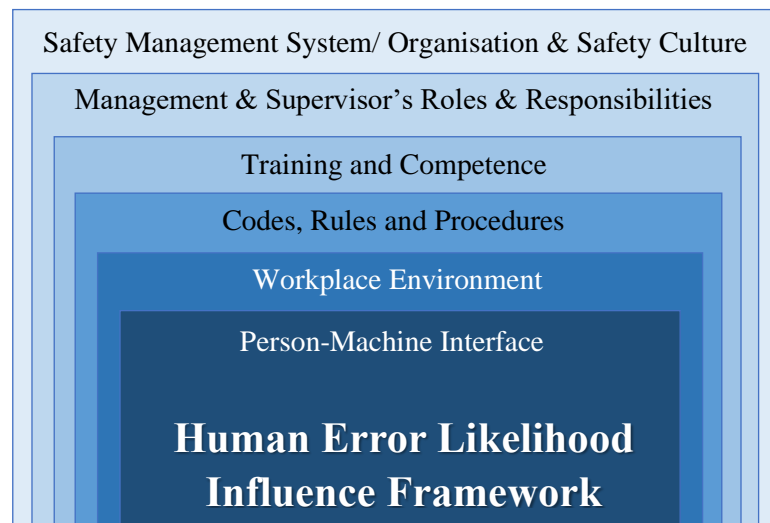 Safety Management System/ Organisation & Safety Culture
Management & Supervisor’s Roles & Responsibilities
Training and Competence
Codes, Rules and Procedures
Workplace Environment
Person-Machine Interface
Human Error Likelihood
Influence Framework